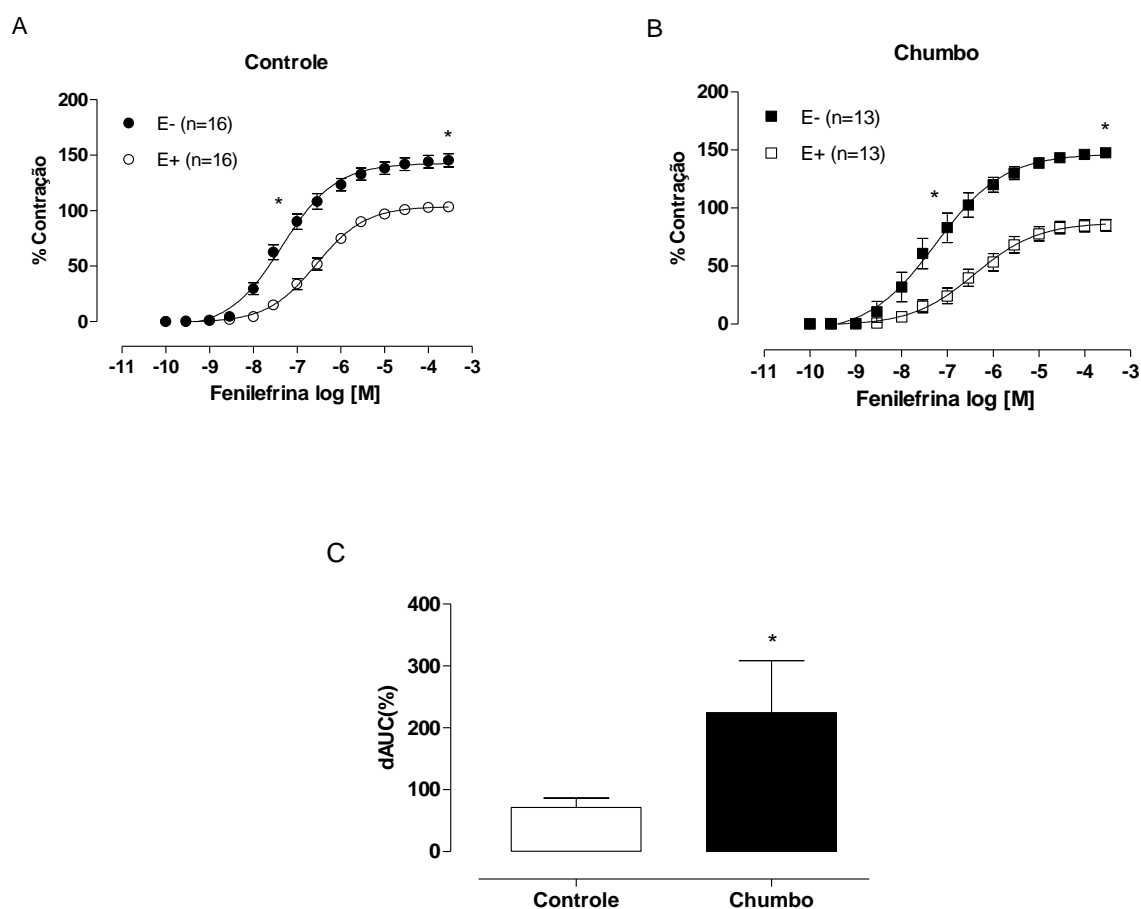 A
Controle
% Contração
200
150
100
50
0
E- (n=16)
E+ (n=16)
*
*
-11 -10 -9 -8 -7 -6 -5 -4 -3
Fenilefrina log [M]
B
Chumbo
% Contração
200
150
100
50
0
E- (n=13)
E+ (n=13)
*
*
-11 -10 -9 -8 -7 -6 -5 -4 -3
Fenilefrina log [M]
C
dAUC(%)
400
300
200
100
0
*
Controle Chumbo